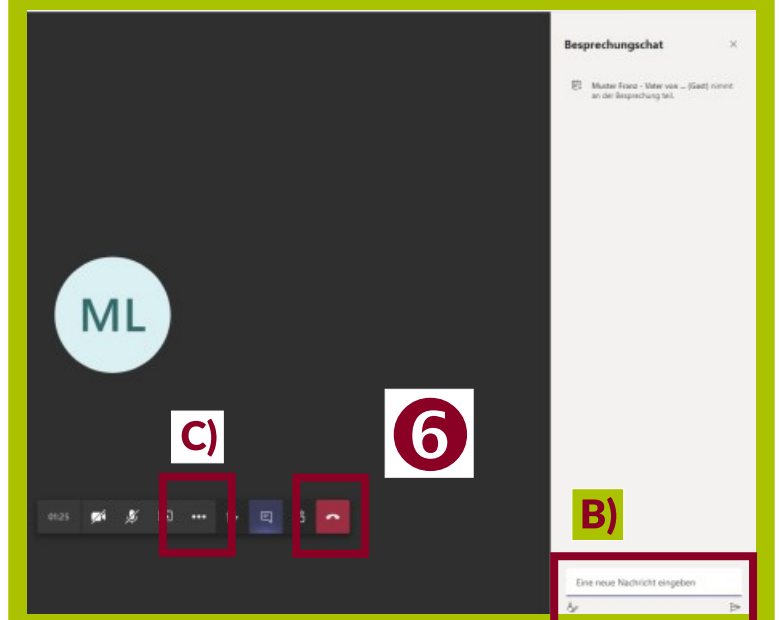 Besprechungschat
Muster Franz - Vater von ... (Gast) nimmt
an der Besprechung teil.
ML
C)
6
01:25
B)
Eine neue Nachricht eingeben